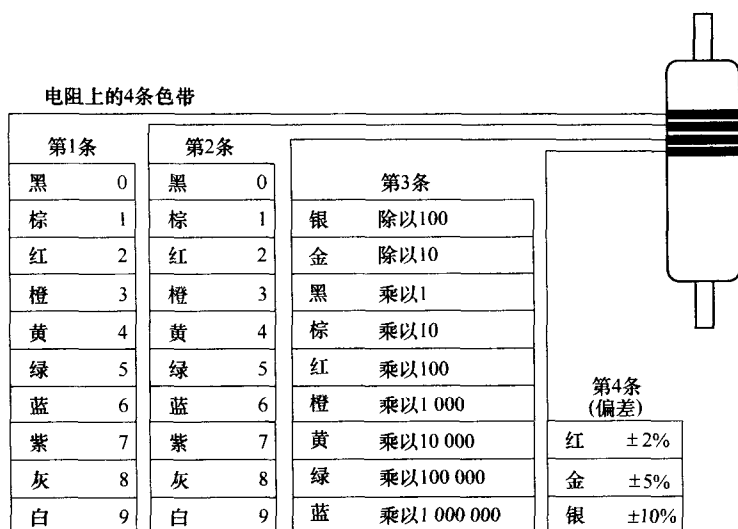 电阻上的4条色带
第1条 第2条
第3条
黑 0 黑 0
棕 1 棕 1 银 除以100
红 2 红 2 金 除以10
橙 3 橙 3 黑 乘以1
黄 4 黄 4 棕 乘以10
绿 5 绿 5 红 乘以100
第4条
(偏差)
蓝 6 蓝 6 橙 乘以1 000
紫 7 紫 7 黄 乘以10 000 红 ±2%
灰 8 灰 8 绿 乘以100 000 金 ±5%
白 9 白 9 蓝 乘以1 000 000 银 ±10%